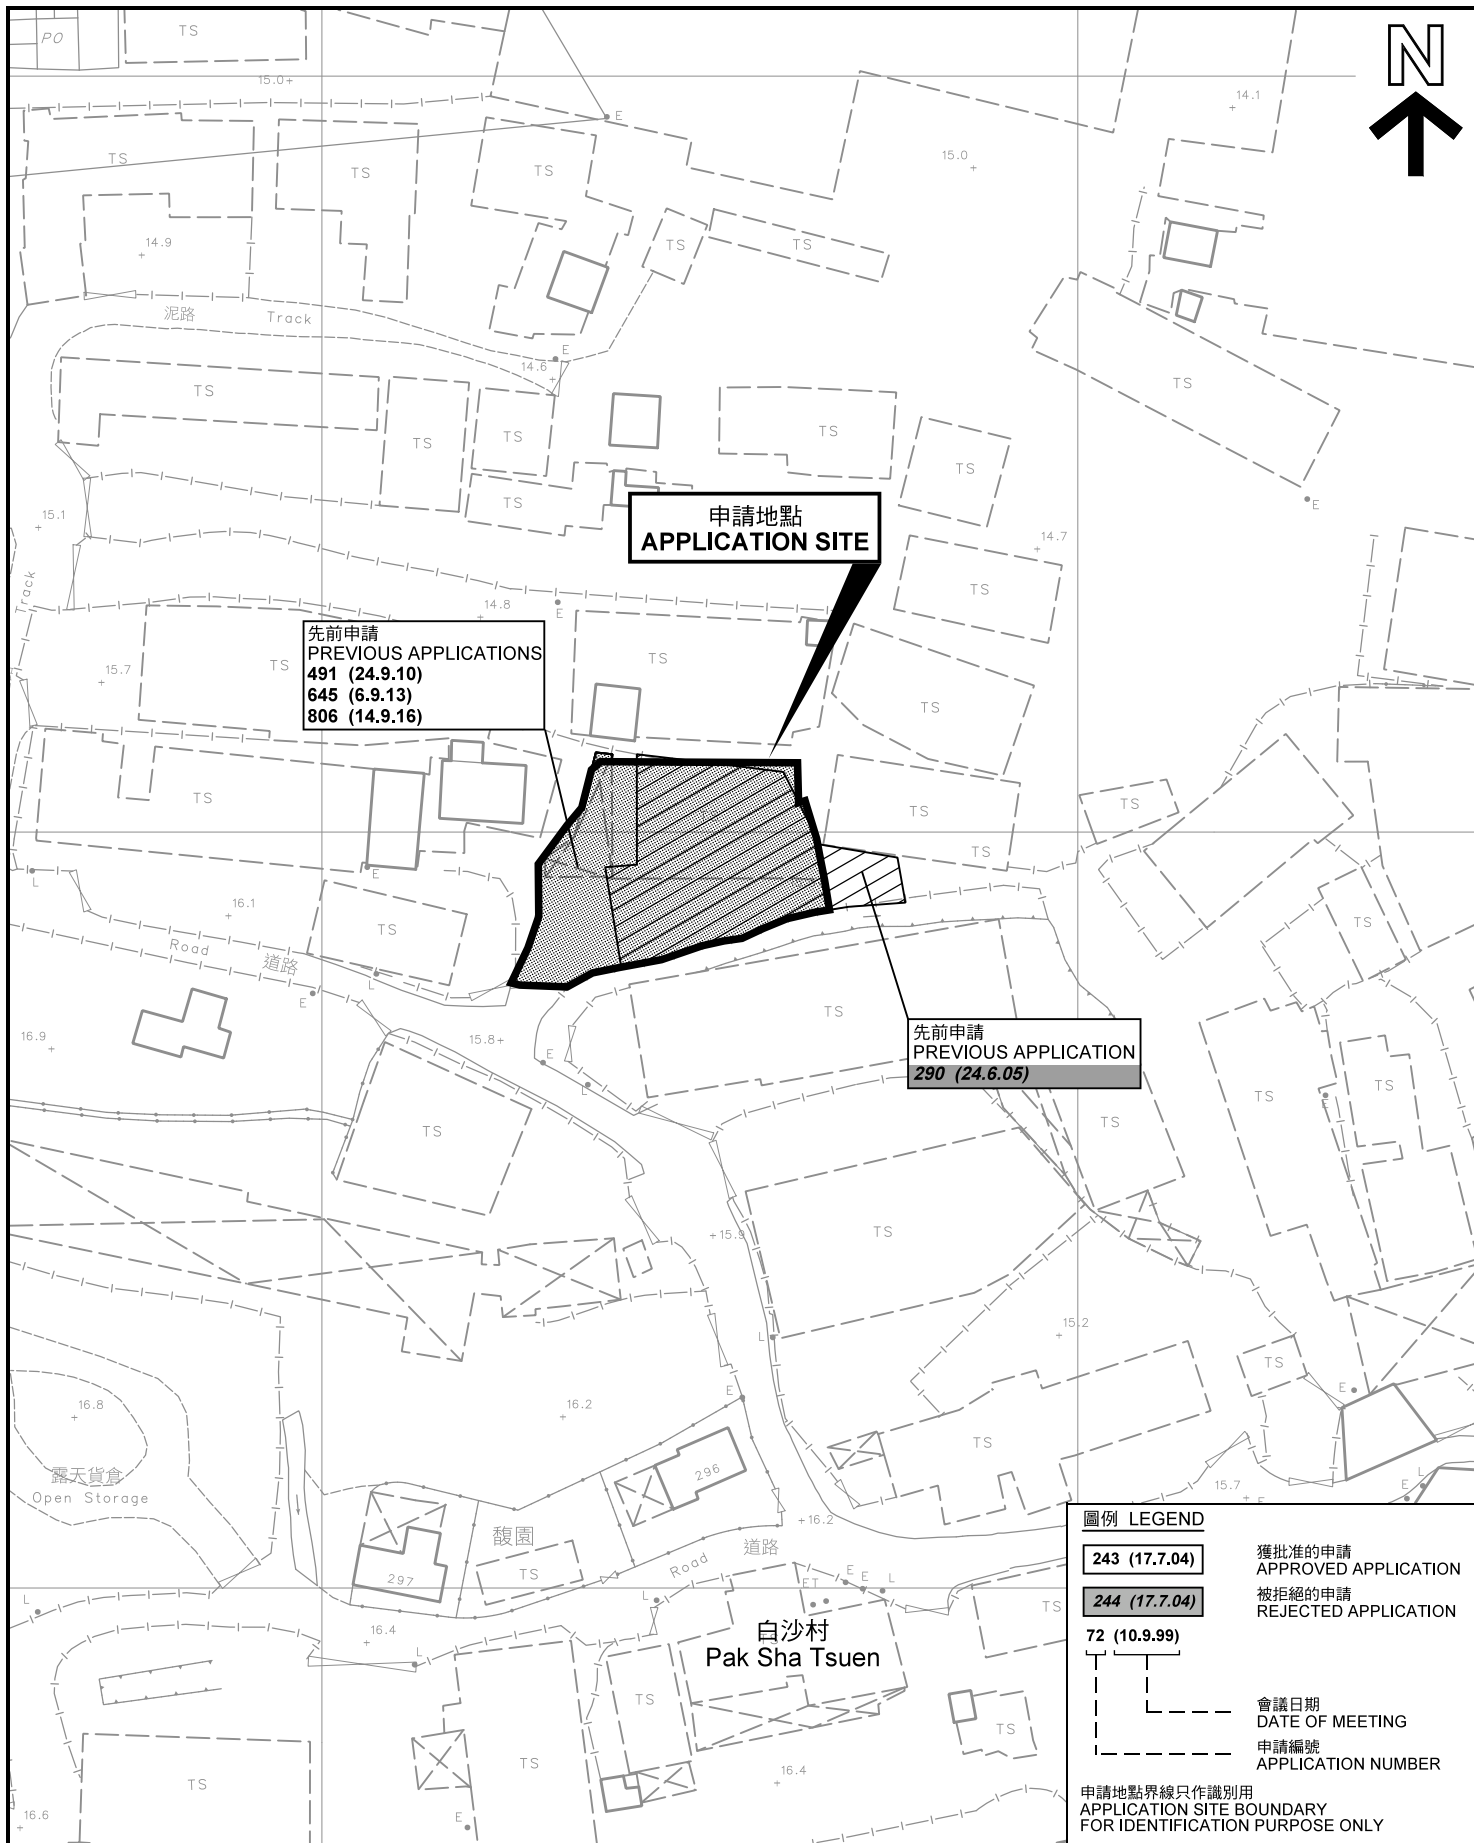 PO
TS
15.0+
E
N
14.1
TS
TS
TS
15.0
TS
TS
14.9
泥路
Track
E
14.6
TS
TS
TS
TS
TS
TS
TS
15.1
E
申請地點
APPLICATION SITE
14.7
Track
TS
14.8
E
先前申請
PREVIOUS APPLICATIONS
491 (24.9.10)
645 (6.9.13)
806 (14.9.16)
15.7
TS
TS
TS
TS
TS
TS
TS
L
E
16.1
TS
Road
道路
L
E
TS
16.9
15.8+
E
L
先前申請
PREVIOUS APPLICATION
290 (24.6.05)
TS
TS
TS
TS
TS
E
TS
+15.9
TS
15.2
L
TS
E
E
16.8
16.2
露天貨倉
Open Storage
296
TS
15.7
E
L
馥園
+16.2
道路
Road
297
TS
L
L
ET
E
E
L
TS
16.4
L
白沙村
Pak Sha Tsuen
TS
TS
TS
TS
16.4
16.6
E
圖例 LEGEND
243 (17.7.04)
獲批准的申請
APPROVED APPLICATION
244 (17.7.04)
被拒絕的申請
REJECTED APPLICATION
72 (10.9.99)
會議日期
DATE OF MEETING
申請編號
APPLICATION NUMBER
申請地點界線只作識別用
APPLICATION SITE BOUNDARY
FOR IDENTIFICATION PURPOSE ONLY